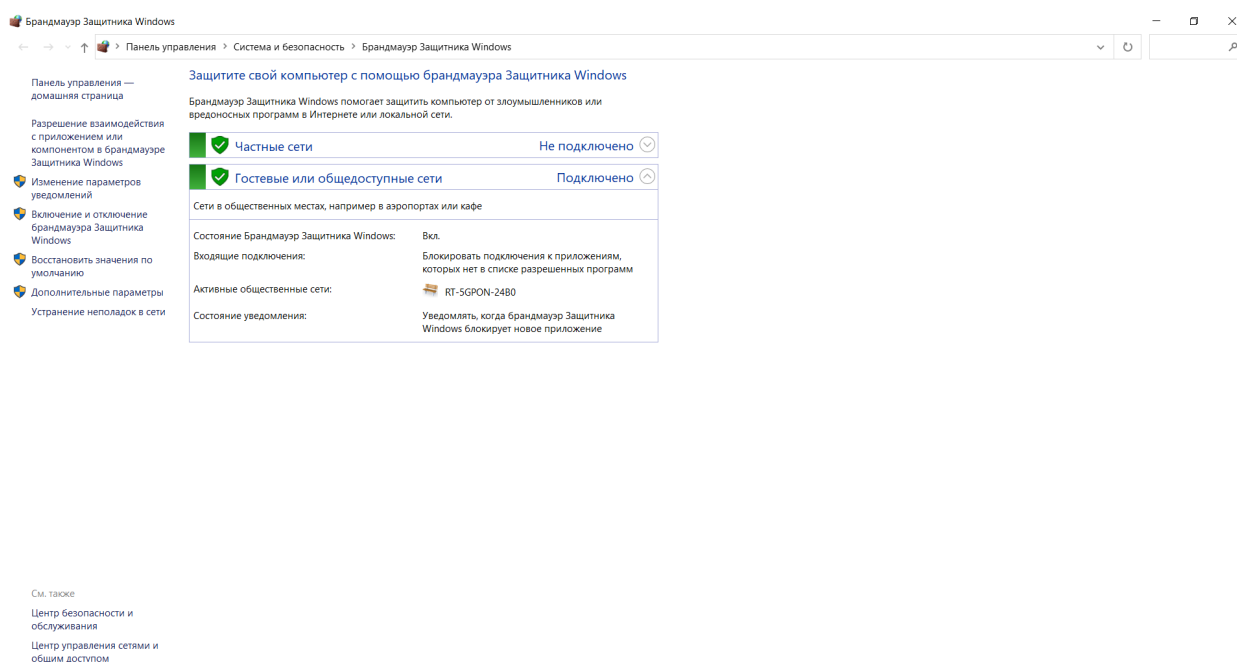 Брандмауэр Защитника Windows
Панель управления > Система и безопасность > Брандмауэр Защитника Windows
Панель управления —
домашняя страница
Разрешение взаимодействия
с приложением или
компонентом в брандмауэре
Защитника Windows
Изменение параметров
уведомлений
Включение и отключение
брандмауэра Защитника
Windows
Восстановить значения по
умолчанию
Дополнительные параметры
Устранение неполадок в сети
Защитите свой компьютер с помощью брандмауэра Защитника Windows
Брандмауэр Защитника Windows помогает защитить компьютер от злоумышленников или
вредоносных программ в Интернете или локальной сети.
Частные сети Не подключено
Гостевые или общедоступные сети Подключено
Сети в общественных местах, например в аэропортах или кафе
Состояние Брандмауэр Защитника Windows: Вкл.
Входящие подключения: Блокировать подключения к приложениям,
которых нет в списке разрешенных программ
Активные общественные сети: RT-5GPON-24B0
Состояние уведомления: Уведомлять, когда брандмауэр Защитника
Windows блокирует новое приложение
См. также
Центр безопасности и
обслуживания
Центр управления сетями и
общим доступом